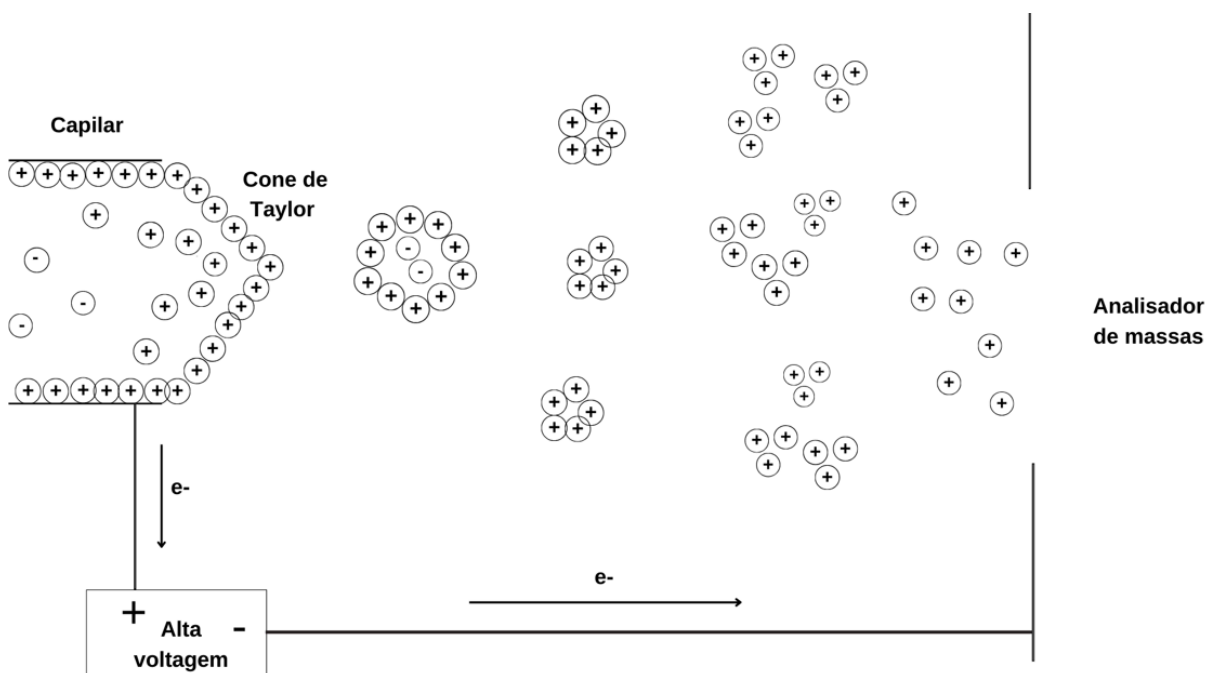 Capilar
Cone de
Taylor
Analisador
de massas
e-
e-
+
Alta
-
voltagem